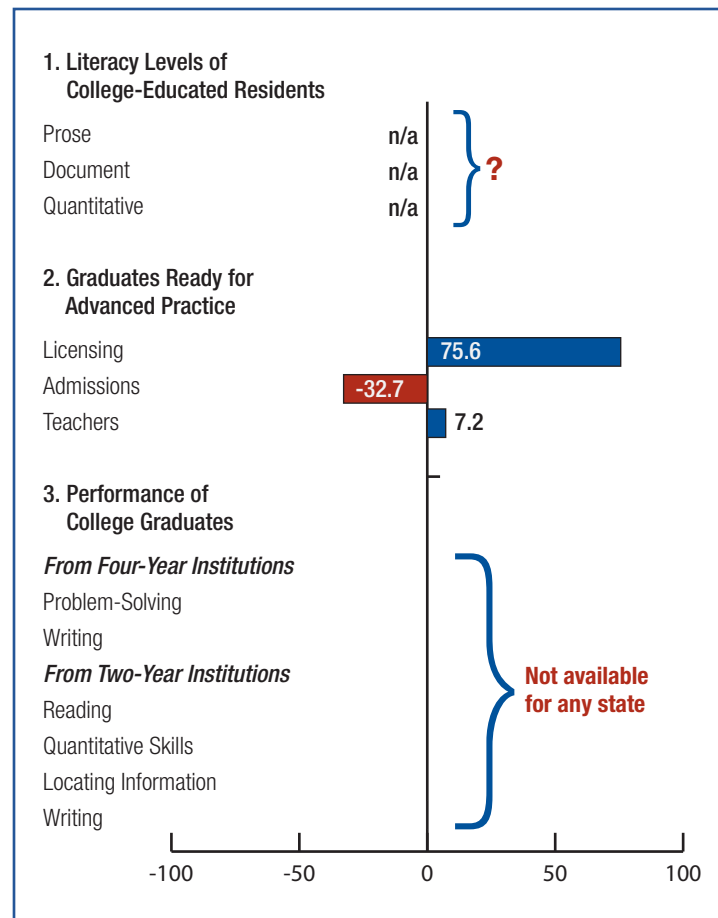 1. Literacy Levels of
College-Educated Residents
Prose n/a
Document n/a
Quantitative n/a
?
2. Graduates Ready for
Advanced Practice
Licensing 75.6
Admissions -32.7
Teachers 7.2
3. Performance of
College Graduates
From Four-Year Institutions
Problem-Solving
Writing
From Two-Year Institutions
Reading
Quantitative Skills
Locating Information
Writing
Not available
for any state
-100 -50 0 50 100